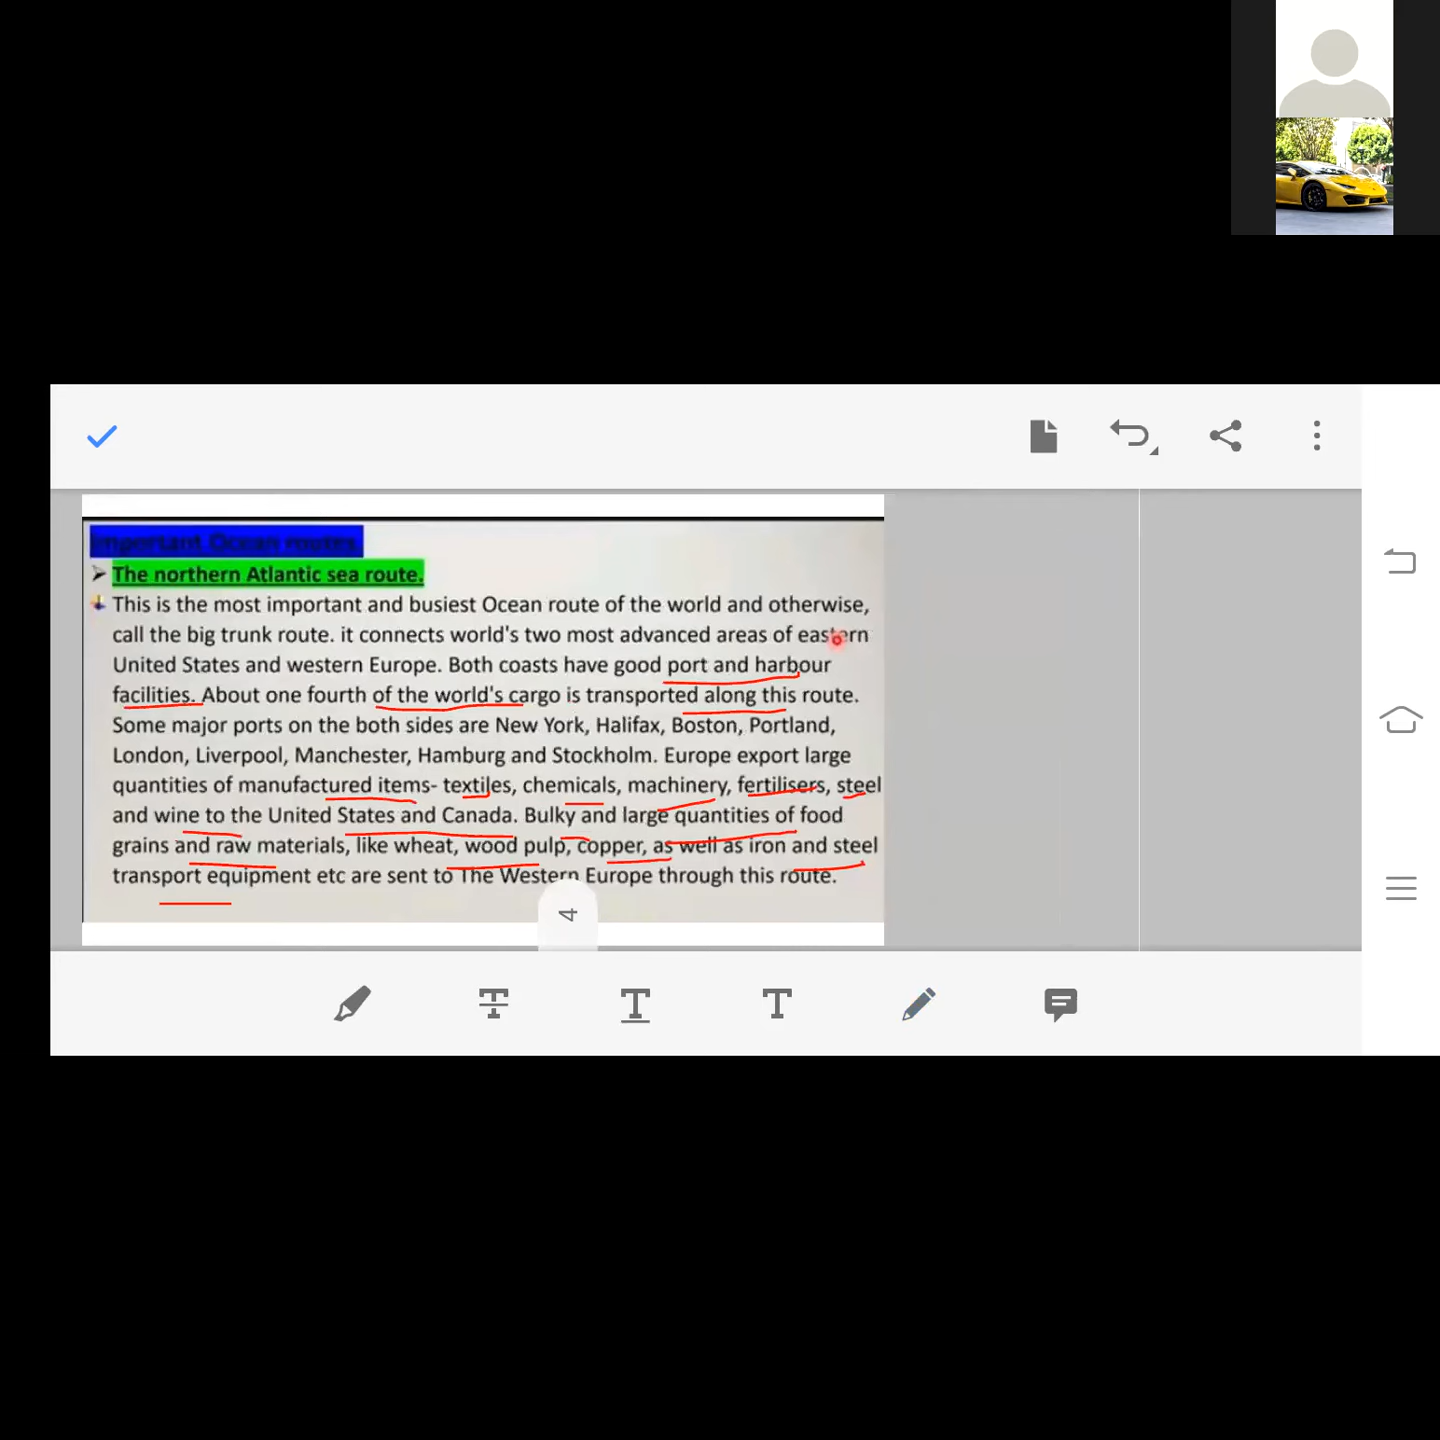 Important Ocean routes
The northern Atlantic sea route.
This is the most important and busiest Ocean route of the world and otherwise,
call the big trunk route. it connects world's two most advanced areas of eastern
United States and western Europe. Both coasts have good port and harbour
facilities. About one fourth of the world's cargo is transported along this route.
Some major ports on the both sides are New York, Halifax, Boston, Portland,
London, Liverpool, Manchester, Hamburg and Stockholm. Europe export large
quantities of manufactured items- textiles, chemicals, machinery, fertilisers, steel
and wine to the United States and Canada. Bulky and large quantities of food
grains and raw materials, like wheat, wood pulp, copper, as well as iron and steel
transport equipment etc are sent to The Western Europe through this route.
4